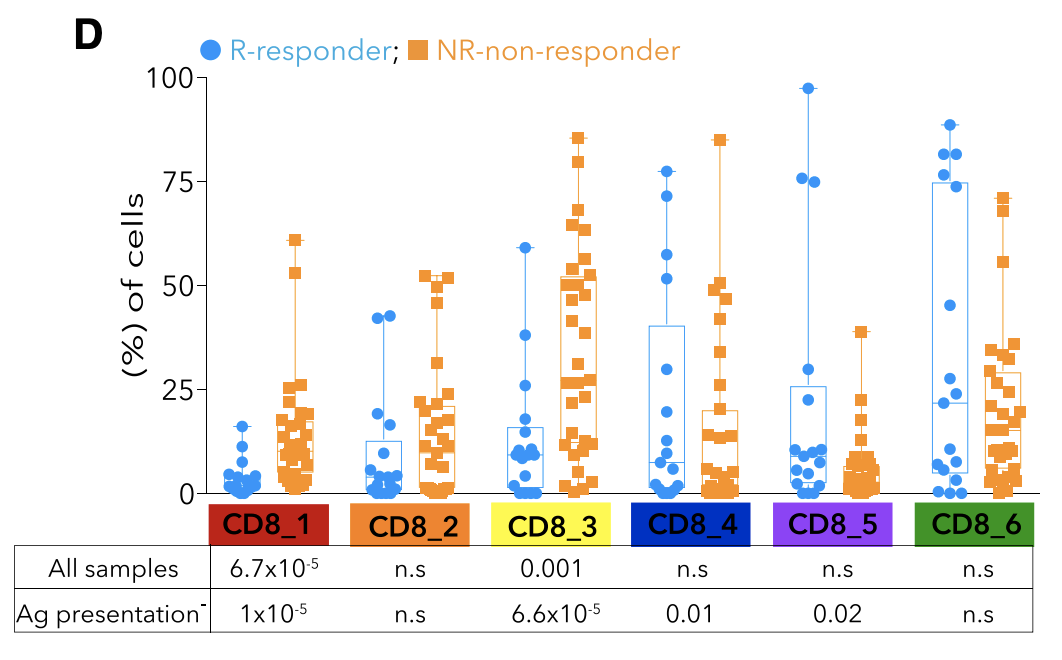 D
R-responder; NR-non-responder
100
75
50
25
0
(%) of cells
CD8_1 CD8_2 CD8_3 CD8_4 CD8_5 CD8_6
All samples 6.7x10⁻⁵ n.s 0.001 n.s n.s n.s
Ag presentation⁻ 1x10⁻⁵ n.s 6.6x10⁻⁵ 0.01 0.02 n.s